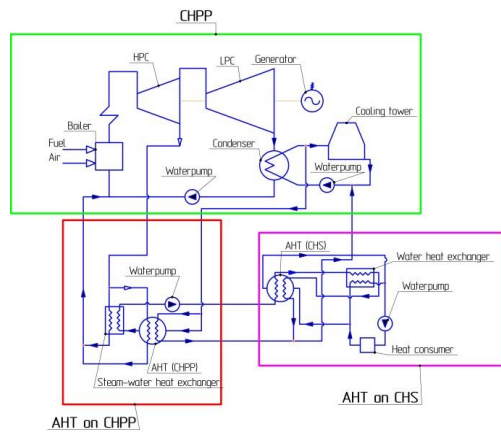 CHPP
HPC
LPC
Generator
Cooling tower
Boiler
Fuel
Air
Condenser
Waterpump
Waterpump
AHT (CHS)
Water heat exchanger
Waterpump
Waterpump
AHT (CHPP)
Steam-water heat exchanger
Heat consumer
AHT on CHPP
AHT on CHS